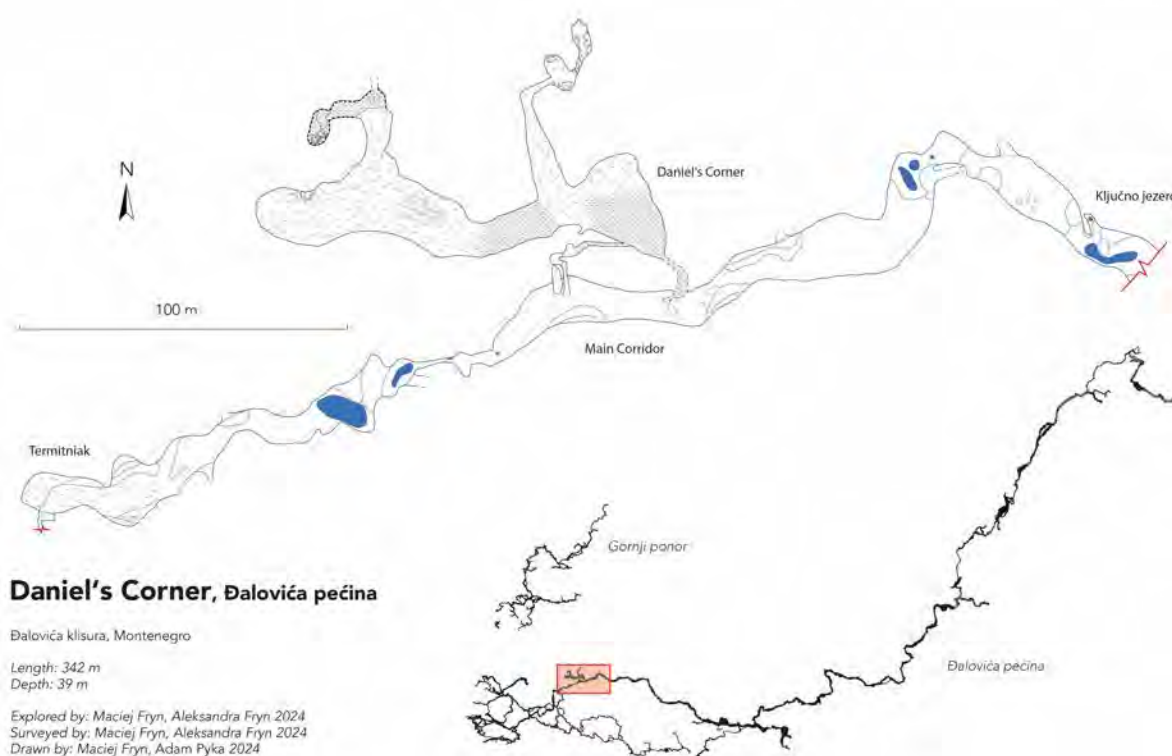 Daniel's Corner
N
Ključno jezero
100 m
Main Corridor
Termitniak
Gornji ponor
Daniel's Corner, Đalovića pećina
Đalovića klisura, Montenegro
Đalovića pećina
Length: 342 m
Depth: 39 m
Explored by: Maciej Fryn, Aleksandra Fryn 2024
Surveyed by: Maciej Fryn, Aleksandra Fryn 2024
Drawn by: Maciej Fryn, Adam Pyka 2024